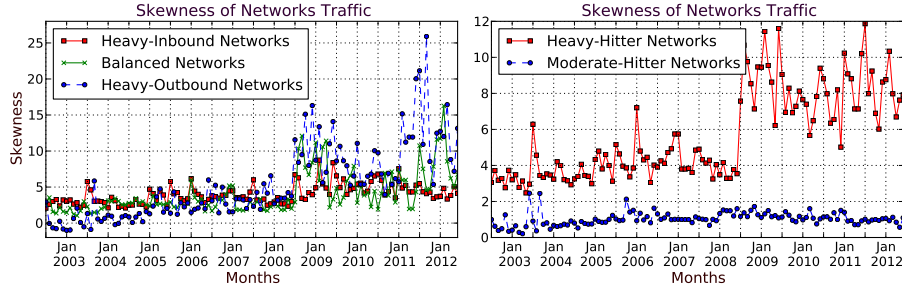 Skewness of Networks Traffic
Skewness
25
20
15
10
5
0
Heavy-Inbound Networks
Balanced Networks
Heavy-Outbound Networks
Jan 2003
Jan 2004
Jan 2005
Jan 2006
Jan 2007
Jan 2008
Jan 2009
Jan 2010
Jan 2011
Jan 2012
Months
Skewness of Networks Traffic
12
10
8
6
4
2
0
Heavy-Hitter Networks
Moderate-Hitter Networks
Jan 2003
Jan 2004
Jan 2005
Jan 2006
Jan 2007
Jan 2008
Jan 2009
Jan 2010
Jan 2011
Jan 2012
Months